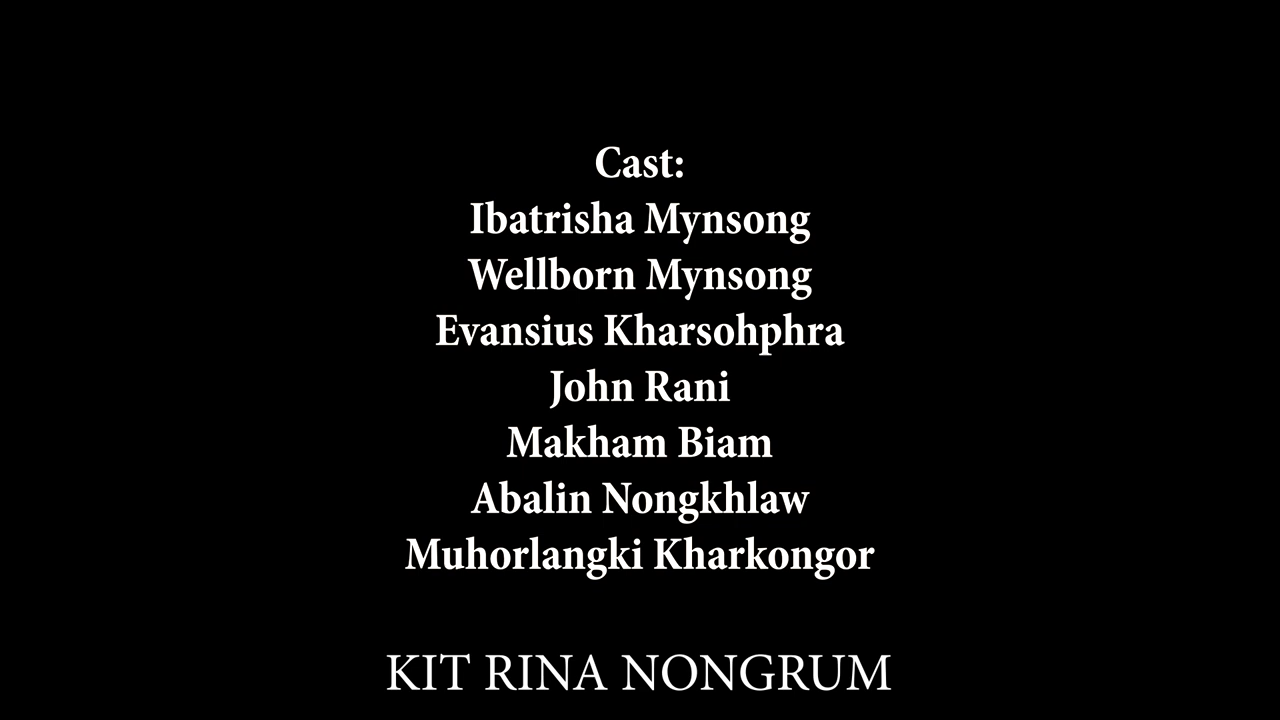 Cast:
Ibatrisha Mynsong
Wellborn Mynsong
Evansius Kharsohphra
John Rani
Makham Biam
Abalin Nongkhlaw
Muhorlangki Kharkongor
KIT RINA NONGRUM